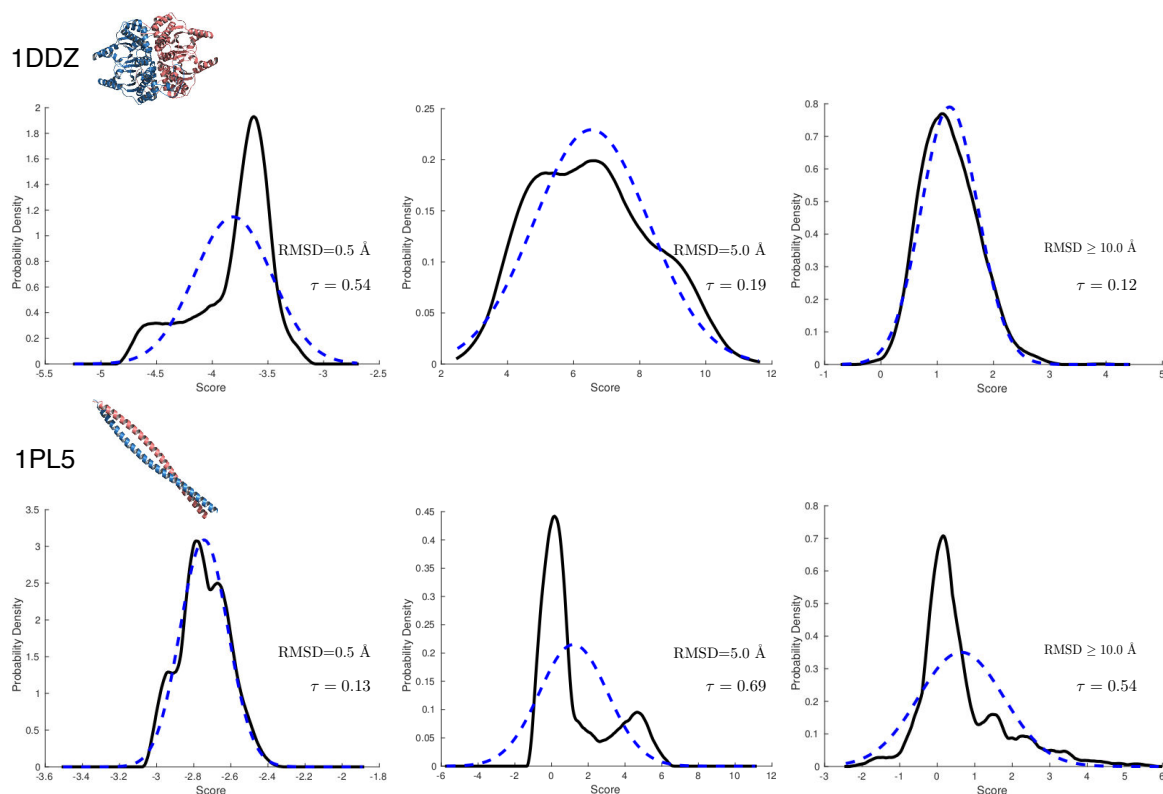 1DDZ
2
1.8
1.6
1.4
1.2
1
0.8
0.6
0.4
0.2
0
Probability Density
-5.5 -5 -4.5 -4 -3.5 -3 -2.5
Score
RMSD=0.5 Å
τ = 0.54
0.25
0.2
0.15
0.1
0.05
0
Probability Density
2 4 6 8 10 12
Score
RMSD=5.0 Å
τ = 0.19
0.8
0.7
0.6
0.5
0.4
0.3
0.2
0.1
0
Probability Density
-1 0 1 2 3 4 5
Score
RMSD ≥ 10.0 Å
τ = 0.12
1PL5
3.5
3
2.5
2
1.5
1
0.5
0
Probability Density
-3.6 -3.4 -3.2 -3 -2.8 -2.6 -2.4 -2.2 -2 -1.8
Score
RMSD=0.5 Å
τ = 0.13
0.45
0.4
0.35
0.3
0.25
0.2
0.15
0.1
0.05
0
Probability Density
-6 -4 -2 0 2 4 6 8 10 12
Score
RMSD=5.0 Å
τ = 0.69
0.8
0.7
0.6
0.5
0.4
0.3
0.2
0.1
0
Probability Density
-3 -2 -1 0 1 2 3 4 5 6
Score
RMSD ≥ 10.0 Å
τ = 0.54